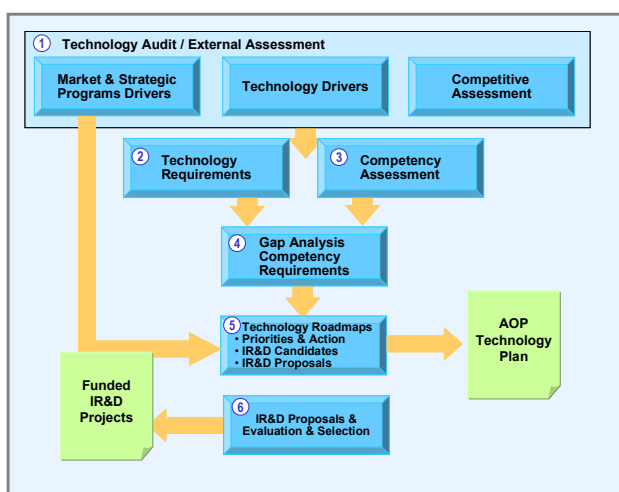 1 Technology Audit / External Assessment
Market & Strategic
Programs Drivers
Technology Drivers
Competitive
Assessment
2 Technology
Requirements
3 Competency
Assessment
4 Gap Analysis
Competency
Requirements
5 Technology Roadmaps
• Priorities & Action
• IR&D Candidates
• IR&D Proposals
AOP
Technology
Plan
Funded
IR&D
Projects
6 IR&D Proposals &
Evaluation & Selection